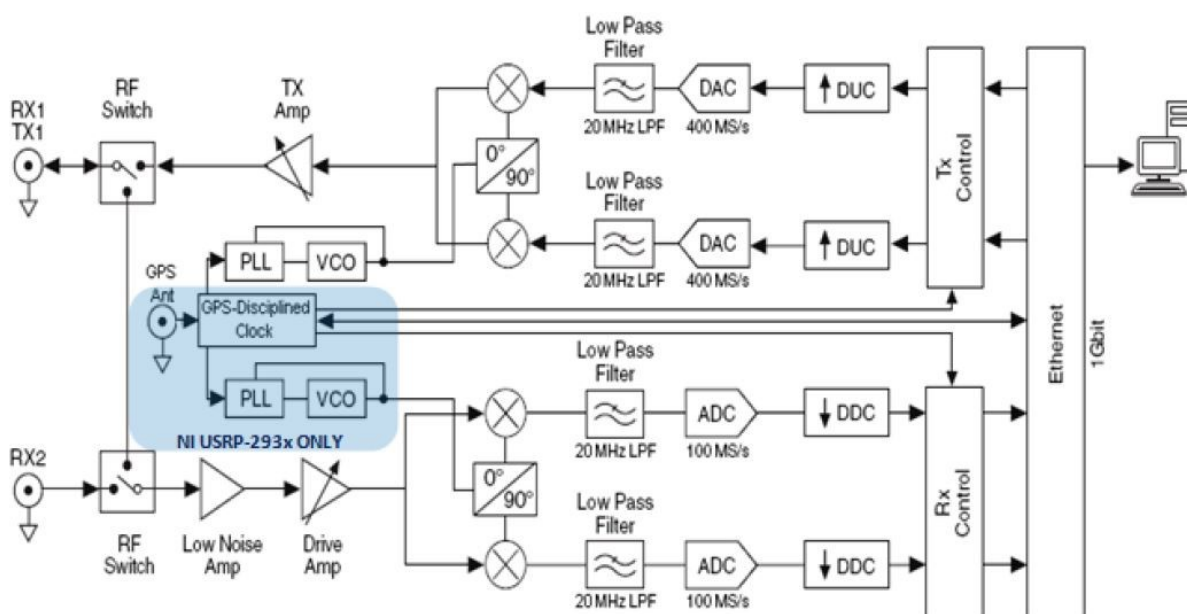 Low Pass
Filter
20 MHz LPF
DAC
400 MS/s
DUC
RX1
TX1
RF
Switch
TX
Amp
0°
90°
Tx
Control
Low Pass
Filter
20 MHz LPF
DAC
400 MS/s
DUC
PLL
VCO
GPS
Ant
GPS-Disciplined
Clock
PLL
VCO
NI USRP-293x ONLY
Ethernet
1Gbit
Low Pass
Filter
20 MHz LPF
ADC
100 MS/s
DDC
RX2
RF
Switch
Low Noise
Amp
Drive
Amp
0°
90°
Rx
Control
Low Pass
Filter
20 MHz LPF
ADC
100 MS/s
DDC